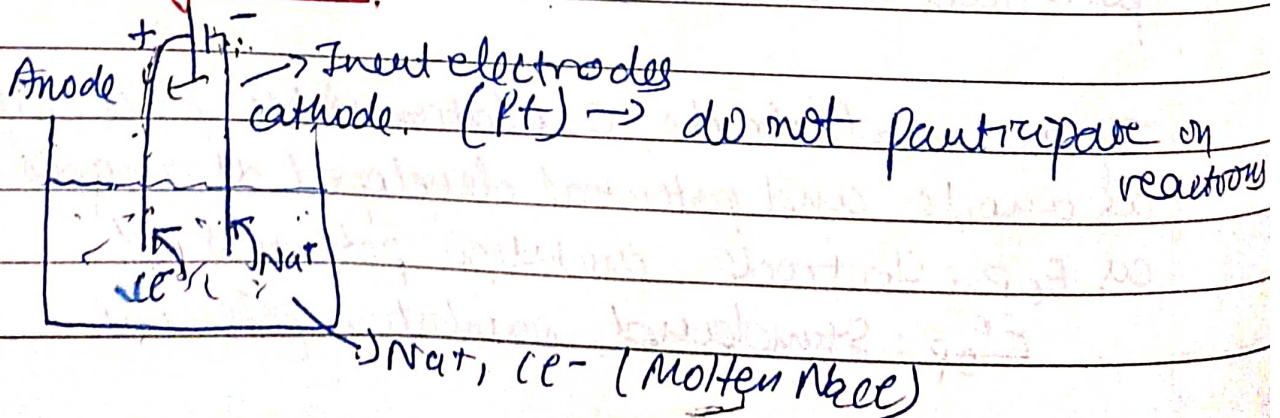 + -
Anode → Inert electrodes
cathode. (Pt) → do not participate in
reactions
Cl- Na+
→ Na+, Cl- (Molten NaCl)